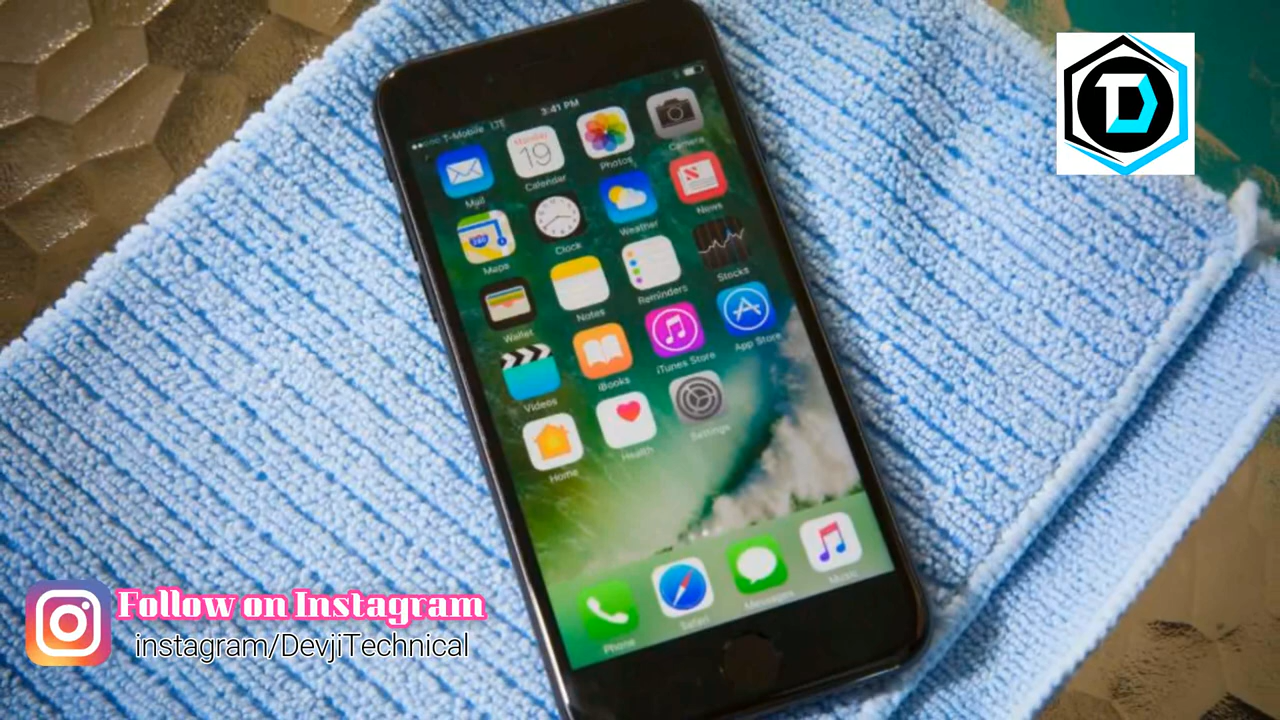 3:41 PM
T-Mobile LTE
Mail
Monday
19
Calendar
Photos
Camera
Maps
Clock
Weather
News
Wallet
Notes
Reminders
Stocks
Videos
iBooks
iTunes Store
App Store
Home
Health
Settings
Phone
Safari
Messages
Music
TD
Follow on Instagram
instagram/DevjiTechnical